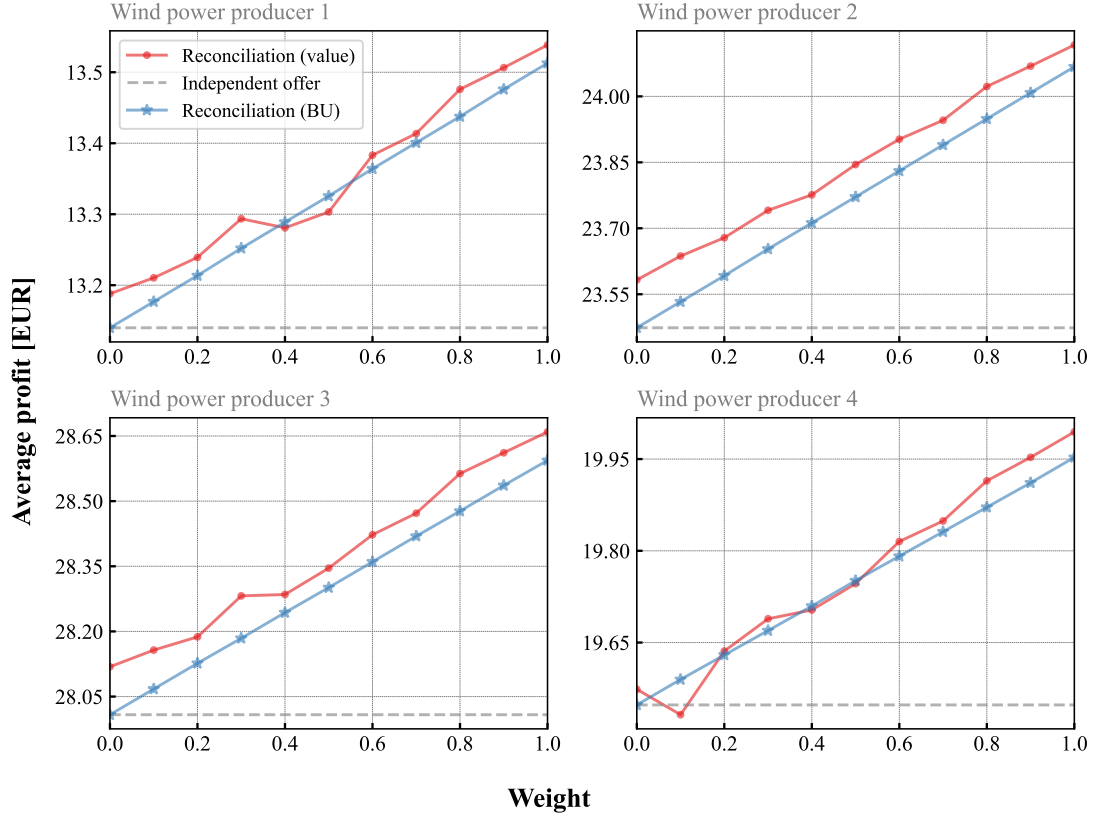 Wind power producer 1
Reconciliation (value)
Independent offer
Reconciliation (BU)
13.5
13.4
13.3
13.2
0.0 0.2 0.4 0.6 0.8 1.0
Wind power producer 2
24.00
23.85
23.70
23.55
0.0 0.2 0.4 0.6 0.8 1.0
Average profit [EUR]
Wind power producer 3
28.65
28.50
28.35
28.20
28.05
0.0 0.2 0.4 0.6 0.8 1.0
Wind power producer 4
19.95
19.80
19.65
0.0 0.2 0.4 0.6 0.8 1.0
Weight